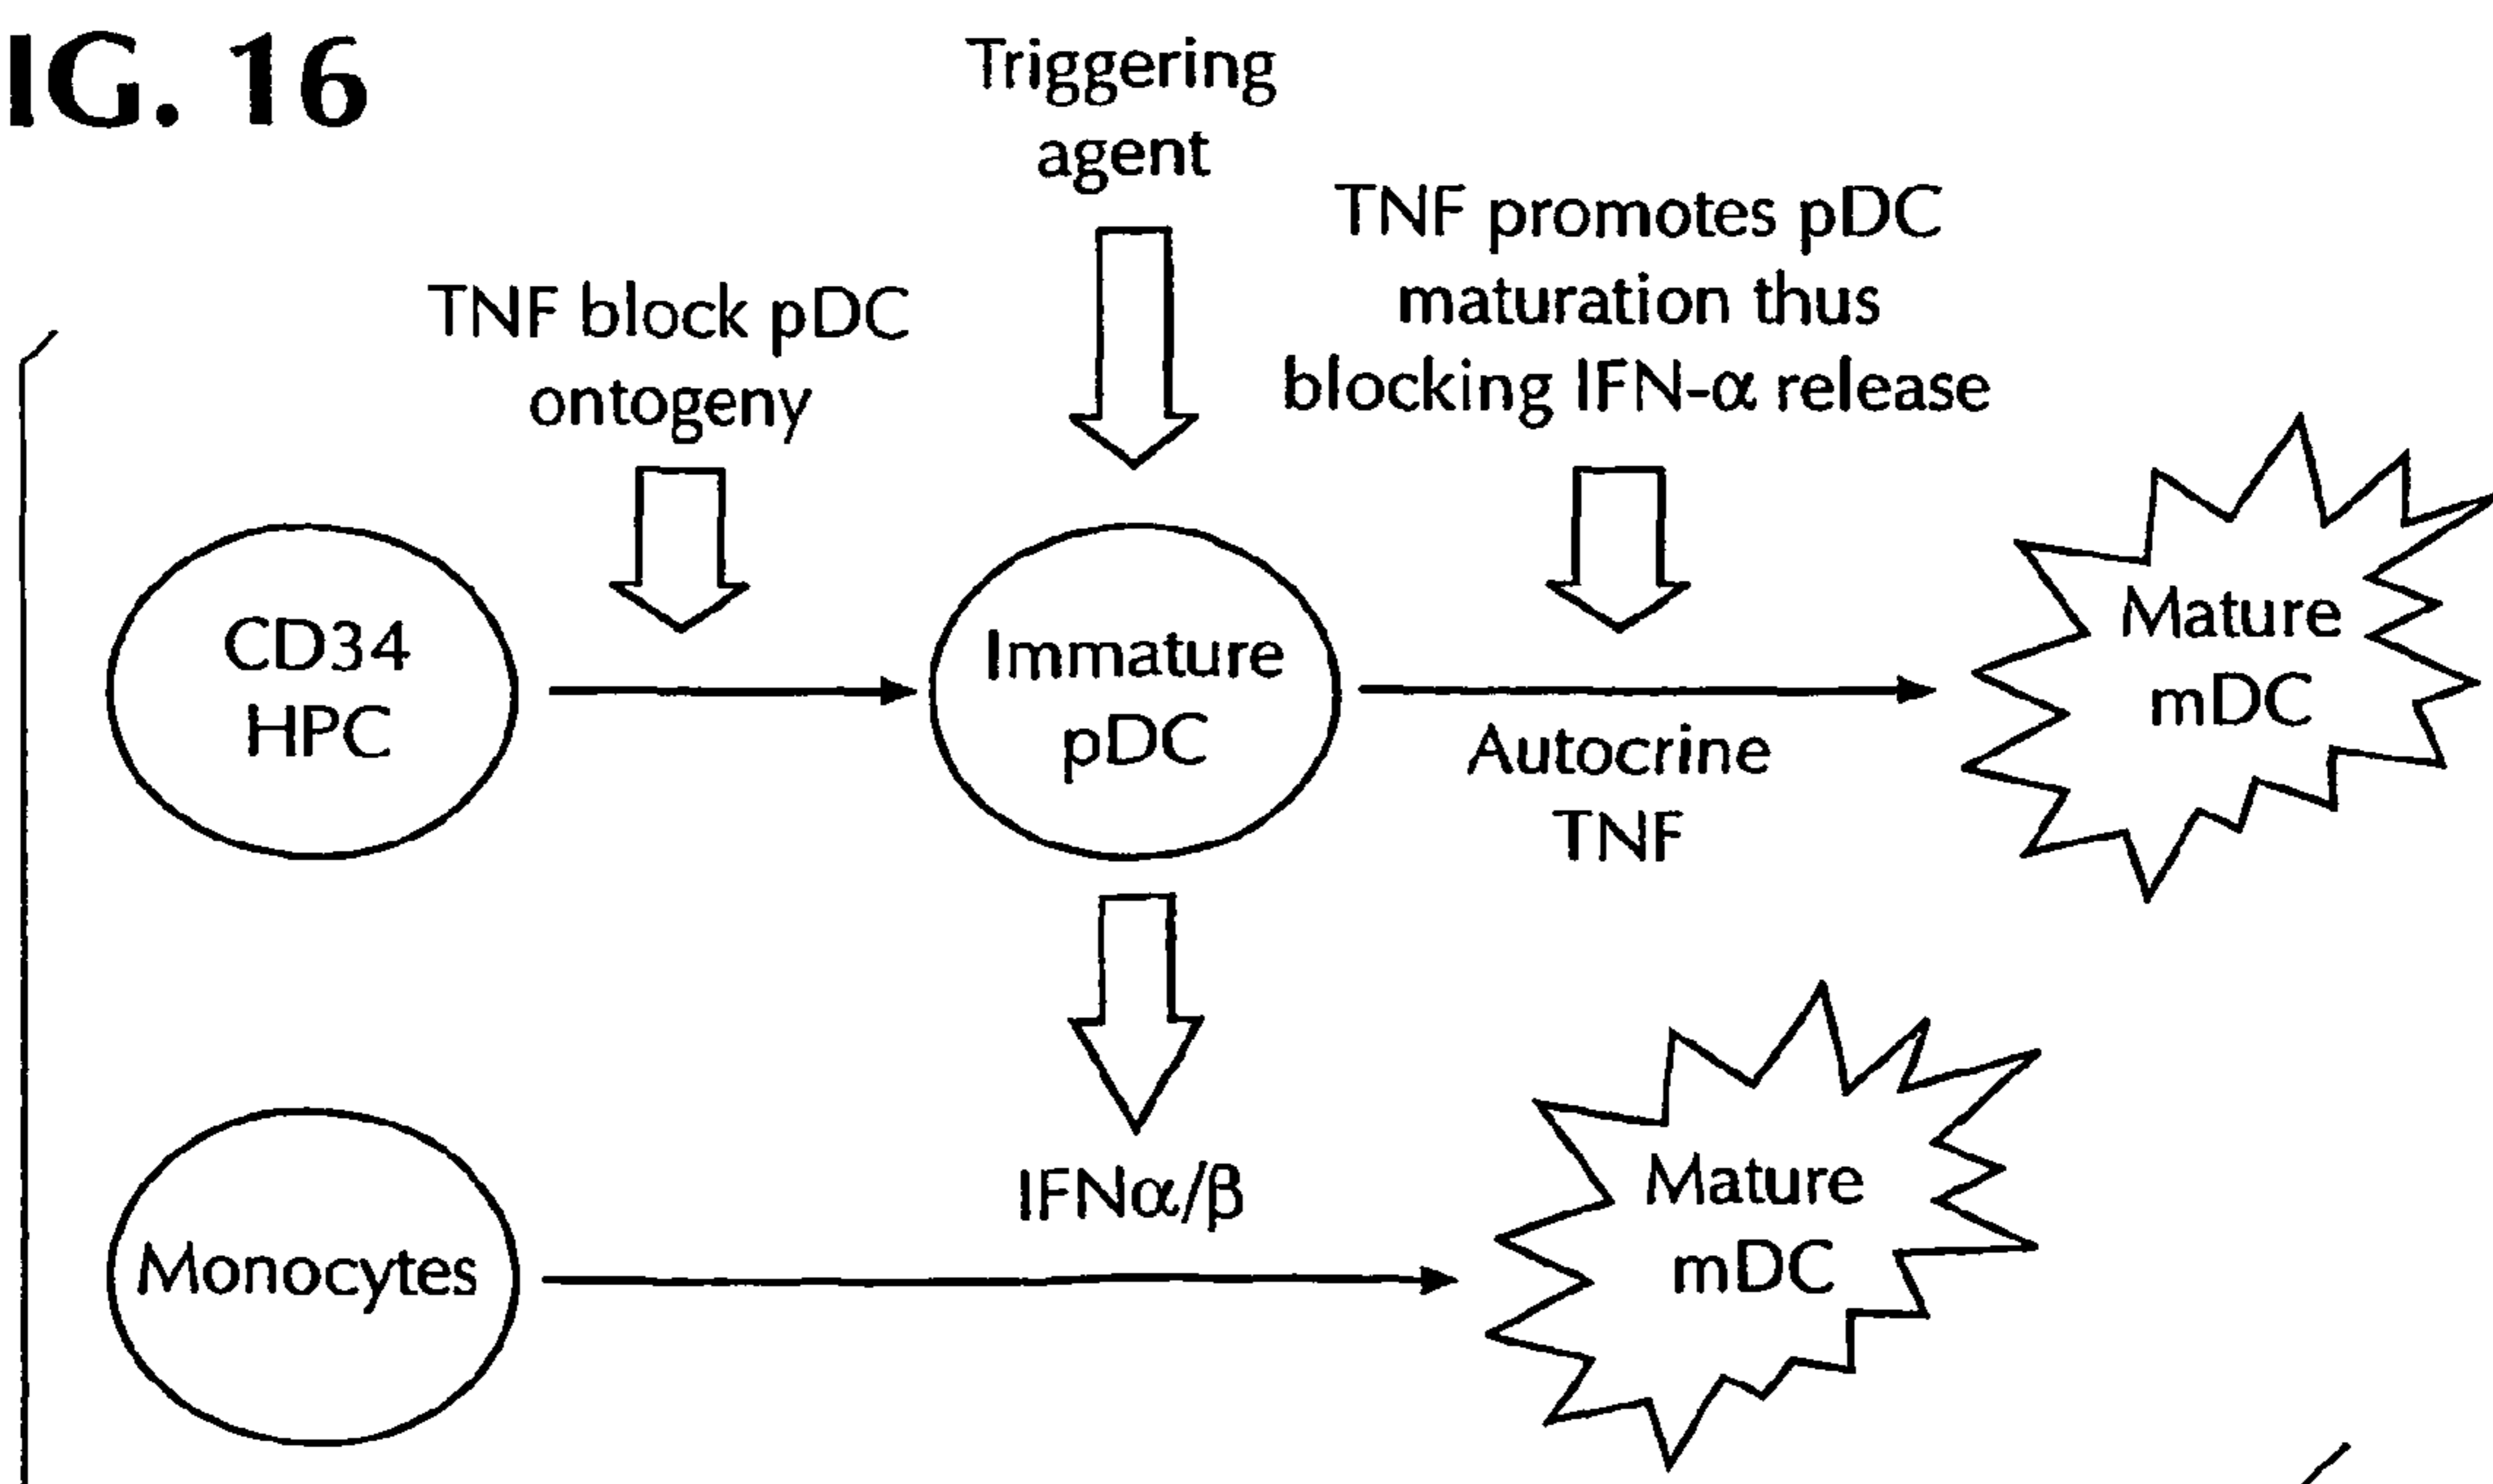 IG. 16
Triggering
agent
TNF promotes pDC
maturation thus
blocking IFN-α release
TNF block pDC
ontogeny
CD34
HPC
Immature
pDC
Autocrine
TNF
Mature
mDC
IFNα/β
Monocytes
Mature
mDC